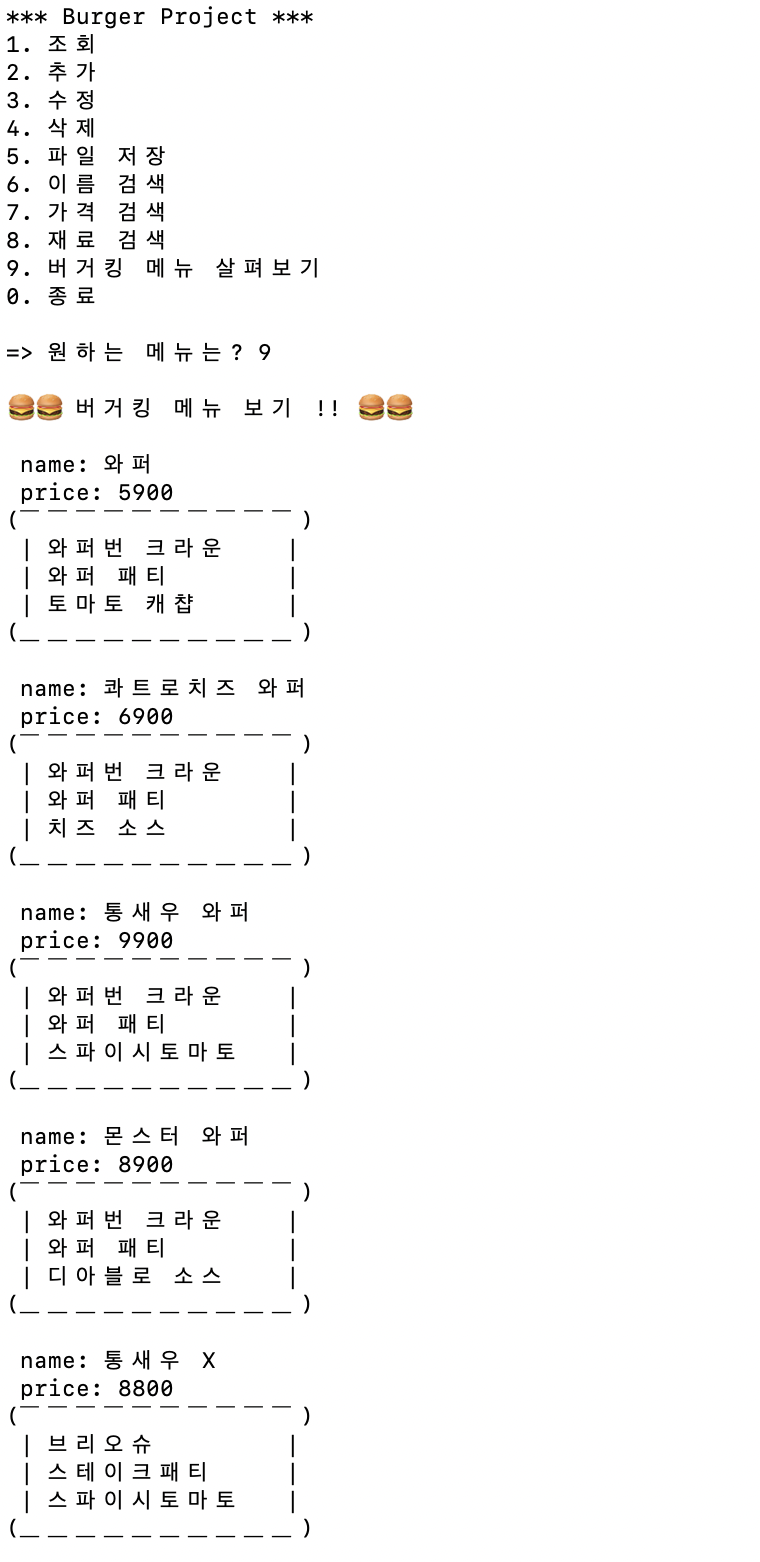 *** Burger Project ***
1. 조회
2. 추가
3. 수정
4. 삭제
5. 파일 저장
6. 이름 검색
7. 가격 검색
8. 재료 검색
9. 버거킹 메뉴 살펴보기
0. 종료
=> 원하는 메뉴는? 9
🍔🍔 버거킹 메뉴 보기 !! 🍔🍔
name: 와퍼
price: 5900
(‾‾‾‾‾‾‾‾‾‾)
| 와퍼번 크라운 |
| 와퍼 패티 |
| 토마토 캐챱 |
(__________)
name: 콰트로치즈 와퍼
price: 6900
(‾‾‾‾‾‾‾‾‾‾)
| 와퍼번 크라운 |
| 와퍼 패티 |
| 치즈 소스 |
(__________)
name: 통새우 와퍼
price: 9900
(‾‾‾‾‾‾‾‾‾‾)
| 와퍼번 크라운 |
| 와퍼 패티 |
| 스파이시토마토 |
(__________)
name: 몬스터 와퍼
price: 8900
(‾‾‾‾‾‾‾‾‾‾)
| 와퍼번 크라운 |
| 와퍼 패티 |
| 디아블로 소스 |
(__________)
name: 통새우 X
price: 8800
(‾‾‾‾‾‾‾‾‾‾)
| 브리오슈 |
| 스테이크패티 |
| 스파이시토마토 |
(__________)